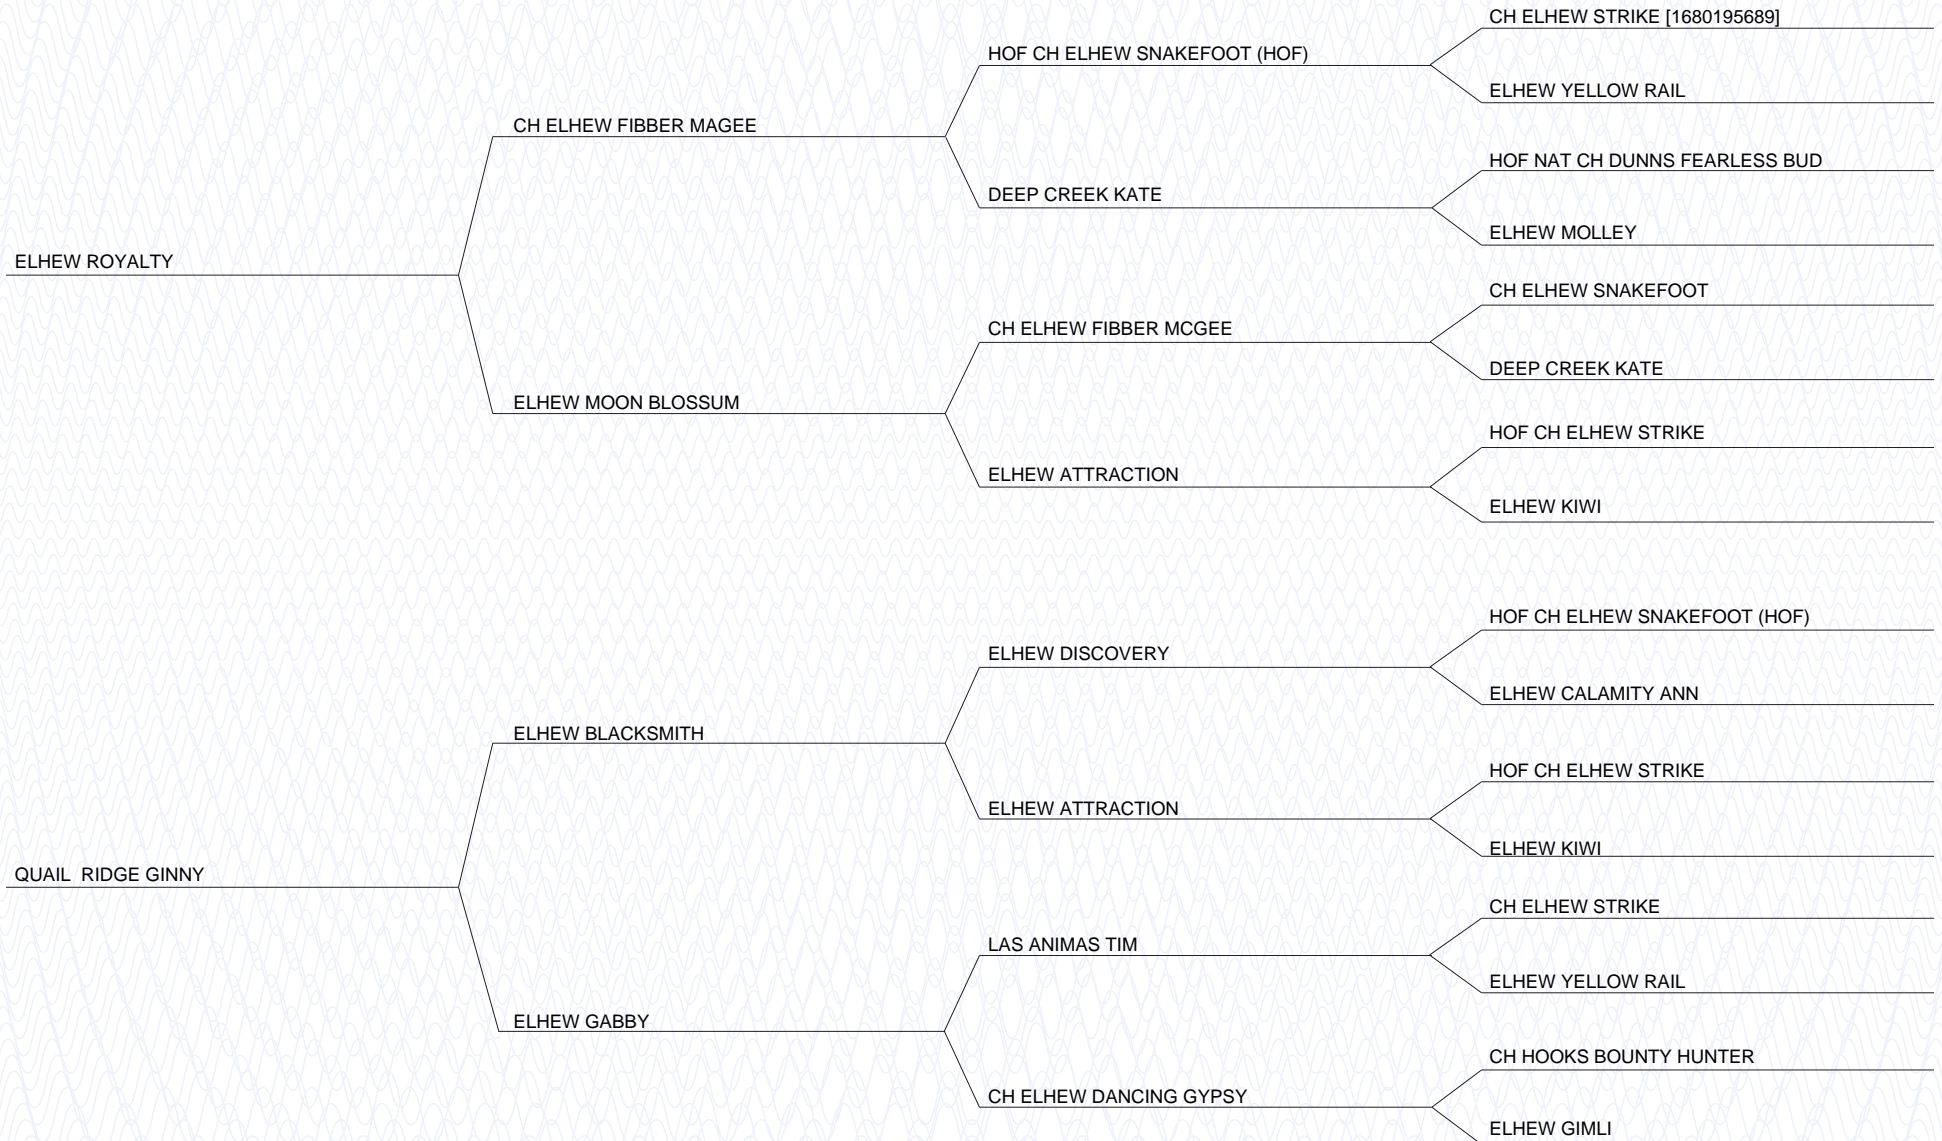 CH ELHEW STRIKE [1680195689]
HOF CH ELHEW SNAKEFOOT (HOF)
ELHEW YELLOW RAIL
CH ELHEW FIBBER MAGEE
HOF NAT CH DUNNS FEARLESS BUD
DEEP CREEK KATE
ELHEW MOLLEY
ELHEW ROYALTY
CH ELHEW SNAKEFOOT
CH ELHEW FIBBER MCGEE
DEEP CREEK KATE
ELHEW MOON BLOSSUM
HOF CH ELHEW STRIKE
ELHEW ATTRACTION
ELHEW KIWI
HOF CH ELHEW SNAKEFOOT (HOF)
ELHEW DISCOVERY
ELHEW CALAMITY ANN
ELHEW BLACKSMITH
HOF CH ELHEW STRIKE
ELHEW ATTRACTION
ELHEW KIWI
QUAIL  RIDGE GINNY
CH ELHEW STRIKE
LAS ANIMAS TIM
ELHEW YELLOW RAIL
ELHEW GABBY
CH HOOKS BOUNTY HUNTER
CH ELHEW DANCING GYPSY
ELHEW GIMLI